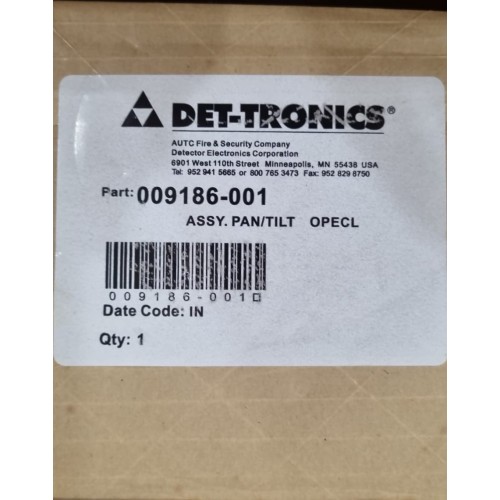 DET-TRONICS®
AUTC Fire & Security Company
Detector Electronics Corporation
6901 West 110th Street Minneapolis, MN 55438 USA
Tel: 952 941 5665 or 800 765 3473 Fax: 952 829 8750
Part: 009186-001
ASSY. PAN/TILT OPECL
009186-001
Date Code: IN
Qty: 1